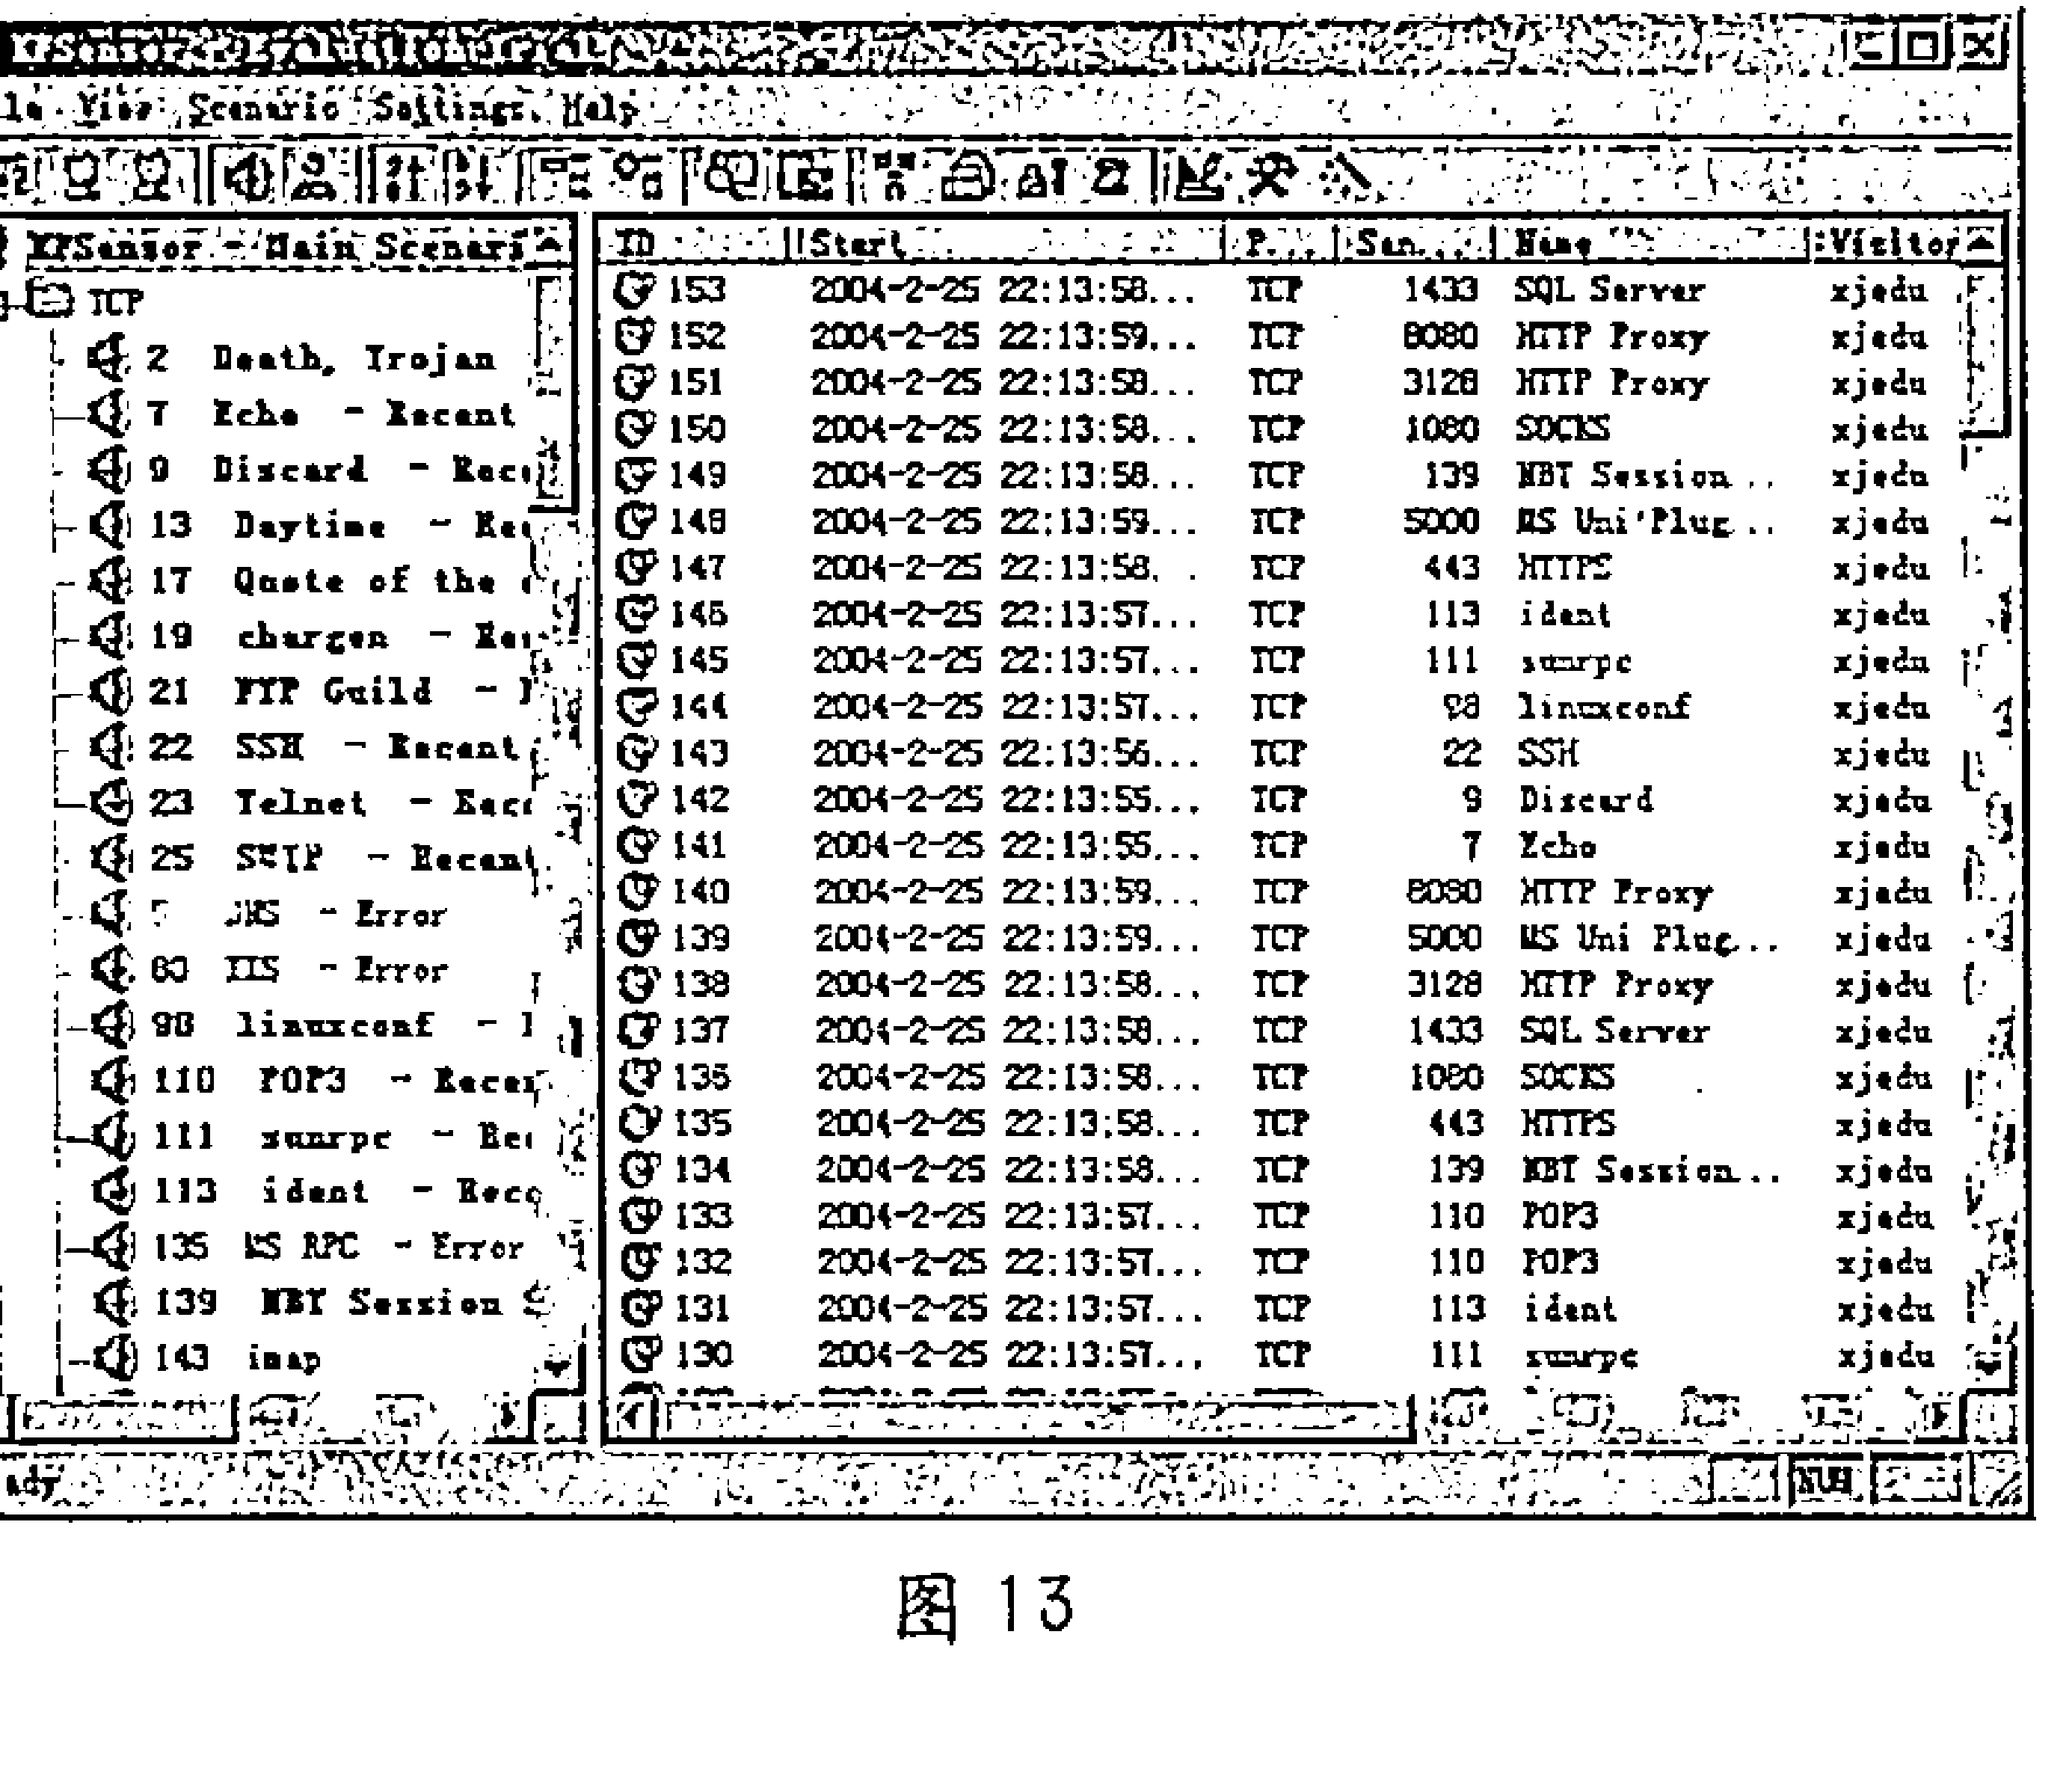 KFSensor - Evaluation Trial
le View Scenario Settings Help
KFSensor - Main Scenari
TCP
2 Death, Trojan
7 Echo - Recent
9 Discard - Rece
13 Daytime - Rec
17 Quote of the
19 chargen - Rec
21 FTP Guild -
22 SSH - Recent
23 Telnet - Rece
25 SMTP - Recent
DNS - Error
80 IIS - Error
98 linuxconf -
110 POP3 - Recen
111 sunrpc - Rec
113 ident - Rece
135 MS RPC - Error
139 NBT Session S
143 imap
ID Start P... Sen... Name Visitor
153 2004-2-25 22:13:58... TCP 1433 SQL Server xjedu
152 2004-2-25 22:13:59... TCP 8080 HTTP Proxy xjedu
151 2004-2-25 22:13:58... TCP 3128 HTTP Proxy xjedu
150 2004-2-25 22:13:58... TCP 1080 SOCKS xjedu
149 2004-2-25 22:13:58... TCP 139 NBT Session... xjedu
148 2004-2-25 22:13:59... TCP 5000 MS Uni Plug... xjedu
147 2004-2-25 22:13:58... TCP 443 HTTPS xjedu
146 2004-2-25 22:13:57... TCP 113 ident xjedu
145 2004-2-25 22:13:57... TCP 111 sunrpc xjedu
144 2004-2-25 22:13:57... TCP 98 linuxconf xjedu
143 2004-2-25 22:13:56... TCP 22 SSH xjedu
142 2004-2-25 22:13:55... TCP 9 Discard xjedu
141 2004-2-25 22:13:55... TCP 7 Echo xjedu
140 2004-2-25 22:13:59... TCP 8080 HTTP Proxy xjedu
139 2004-2-25 22:13:59... TCP 5000 MS Uni Plug... xjedu
138 2004-2-25 22:13:58... TCP 3128 HTTP Proxy xjedu
137 2004-2-25 22:13:58... TCP 1433 SQL Server xjedu
136 2004-2-25 22:13:58... TCP 1080 SOCKS xjedu
135 2004-2-25 22:13:58... TCP 443 HTTPS xjedu
134 2004-2-25 22:13:58... TCP 139 NBT Session... xjedu
133 2004-2-25 22:13:57... TCP 110 POP3 xjedu
132 2004-2-25 22:13:57... TCP 110 POP3 xjedu
131 2004-2-25 22:13:57... TCP 113 ident xjedu
130 2004-2-25 22:13:57... TCP 111 sunrpc xjedu
ady
NUM
图 13